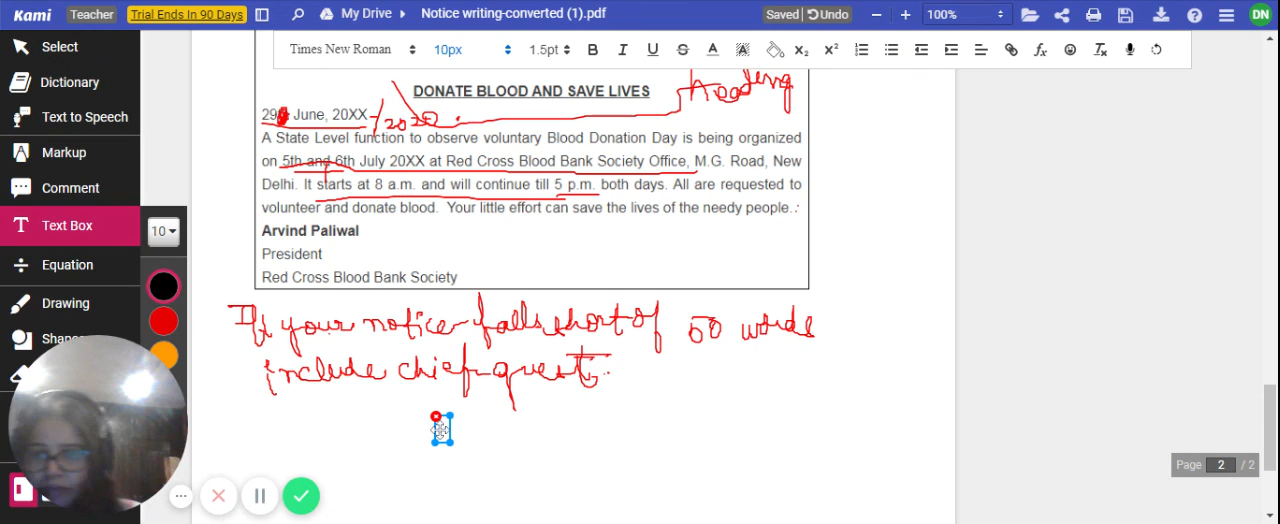 Kami Teacher Trial Ends In 90 Days My Drive Notice writing-converted (1).pdf Saved Undo 100% DN
Select
Dictionary
Text to Speech
Markup
Comment
Text Box 10
Equation
Drawing
Shap
Times New Roman 10px 1.5pt B I U S A X₂ X² fx Tx
heading
DONATE BLOOD AND SAVE LIVES
29 June, 20XX - / 2020.
A State Level function to observe voluntary Blood Donation Day is being organized
on 5th and 6th July 20XX at Red Cross Blood Bank Society Office, M.G. Road, New
Delhi. It starts at 8 a.m. and will continue till 5 p.m. both days. All are requested to
volunteer and donate blood. Your little effort can save the lives of the needy people.
Arvind Paliwal
President
Red Cross Blood Bank Society
If your notice falls short of 50 words
include chief guest.
Page 2 / 2